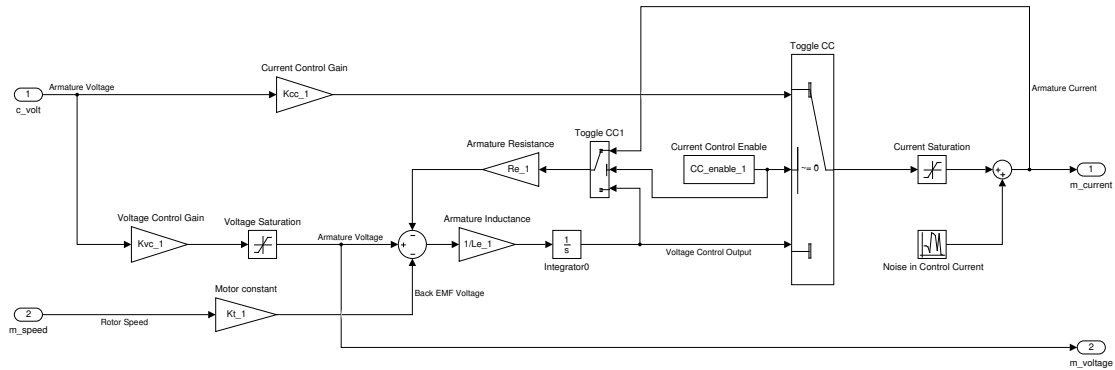 Toggle CC
Current Control Gain
Armature Voltage
1
c_volt
Kcc_1
Armature Current
Toggle CC1
Armature Resistance
Re_1
Current Control Enable
CC_enable_1
~= 0
Current Saturation
1
m_current
Voltage Control Gain
Kvc_1
Voltage Saturation
Armature Voltage
Armature Inductance
1/Le_1
1
s
Integrator0
Voltage Control Output
Noise in Control Current
Back EMF Voltage
Motor constant
2
m_speed
Rotor Speed
Kt_1
2
m_voltage